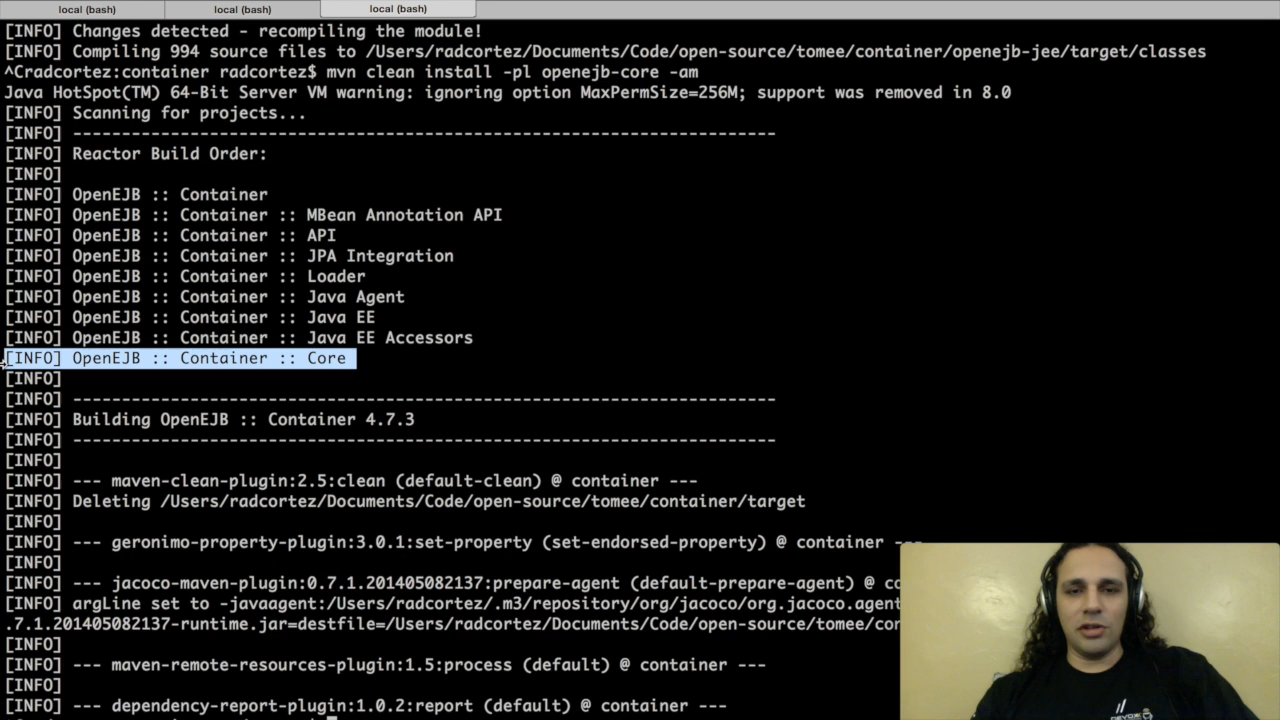 local (bash) local (bash) local (bash)
[INFO] Changes detected - recompiling the module!
[INFO] Compiling 994 source files to /Users/radcortez/Documents/Code/open-source/tomee/container/openejb-jee/target/classes
^Cradcortez:container radcortez$ mvn clean install -pl openejb-core -am
Java HotSpot(TM) 64-Bit Server VM warning: ignoring option MaxPermSize=256M; support was removed in 8.0
[INFO] Scanning for projects...
[INFO] ------------------------------------------------------------------------
[INFO] Reactor Build Order:
[INFO]
[INFO] OpenEJB :: Container
[INFO] OpenEJB :: Container :: MBean Annotation API
[INFO] OpenEJB :: Container :: API
[INFO] OpenEJB :: Container :: JPA Integration
[INFO] OpenEJB :: Container :: Loader
[INFO] OpenEJB :: Container :: Java Agent
[INFO] OpenEJB :: Container :: Java EE
[INFO] OpenEJB :: Container :: Java EE Accessors
[INFO] OpenEJB :: Container :: Core
[INFO]
[INFO] ------------------------------------------------------------------------
[INFO] Building OpenEJB :: Container 4.7.3
[INFO] ------------------------------------------------------------------------
[INFO]
[INFO] --- maven-clean-plugin:2.5:clean (default-clean) @ container ---
[INFO] Deleting /Users/radcortez/Documents/Code/open-source/tomee/container/target
[INFO]
[INFO] --- geronimo-property-plugin:3.0.1:set-property (set-endorsed-property) @ container ---
[INFO]
[INFO] --- jacoco-maven-plugin:0.7.1.201405082137:prepare-agent (default-prepare-agent) @ co
[INFO] argLine set to -javaagent:/Users/radcortez/.m3/repository/org/jacoco/org.jacoco.agent
.7.1.201405082137-runtime.jar=destfile=/Users/radcortez/Documents/Code/open-source/tomee/con
[INFO]
[INFO] --- maven-remote-resources-plugin:1.5:process (default) @ container ---
[INFO]
[INFO] --- dependency-report-plugin:1.0.2:report (default) @ container ---